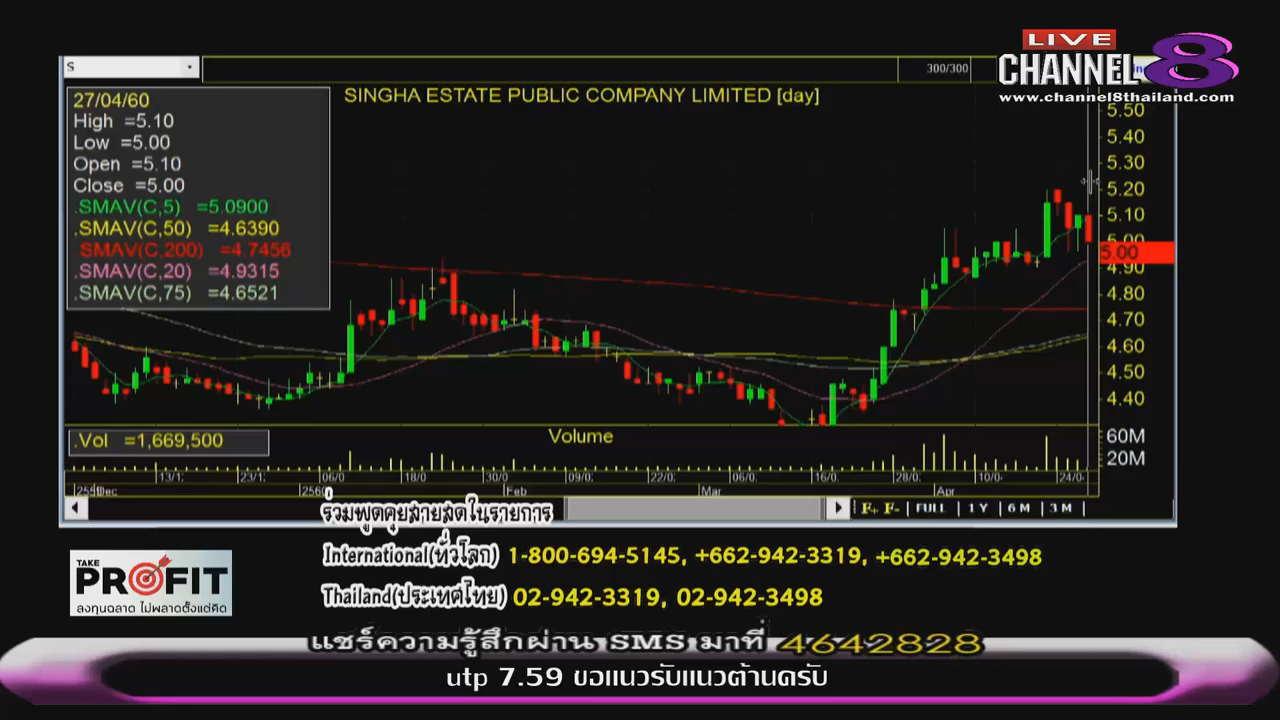 LIVE
CHANNEL 8
www.channel8thailand.com
S
300/300
27/04/60
High =5.10
Low =5.00
Open =5.10
Close =5.00
.SMAV(C,5) =5.0900
.SMAV(C,50) =4.6390
.SMAV(C,200) =4.7456
.SMAV(C,20) =4.9315
.SMAV(C,75) =4.6521
SINGHA ESTATE PUBLIC COMPANY LIMITED [day]
5.50
5.40
5.30
5.20
5.10
5.00
5.00
4.90
4.80
4.70
4.60
4.50
4.40
.Vol =1,669,500
Volume
60M
20M
13/1; 23/1; 06/0 18/0 30/0 09/0; 22/0; 06/0; 16/0; 28/0; 10/0 24/0
Dec 2560 Feb Mar Apr
F+ F- FULL 1 Y 6 M 3 M
ร่วมพูดคุยสายสดในรายการ
International(ทั่วโลก) 1-800-694-5145, +662-942-3319, +662-942-3498
Thailand(ประเทศไทย) 02-942-3319, 02-942-3498
TAKE
PROFIT
ลงทุนฉลาด ไม่พลาดตั้งแต่คิด
แชร์ความรู้สึกผ่าน SMS มาที่ 4642828
utp 7.59 ขอแนวรับแนวต้านครับ